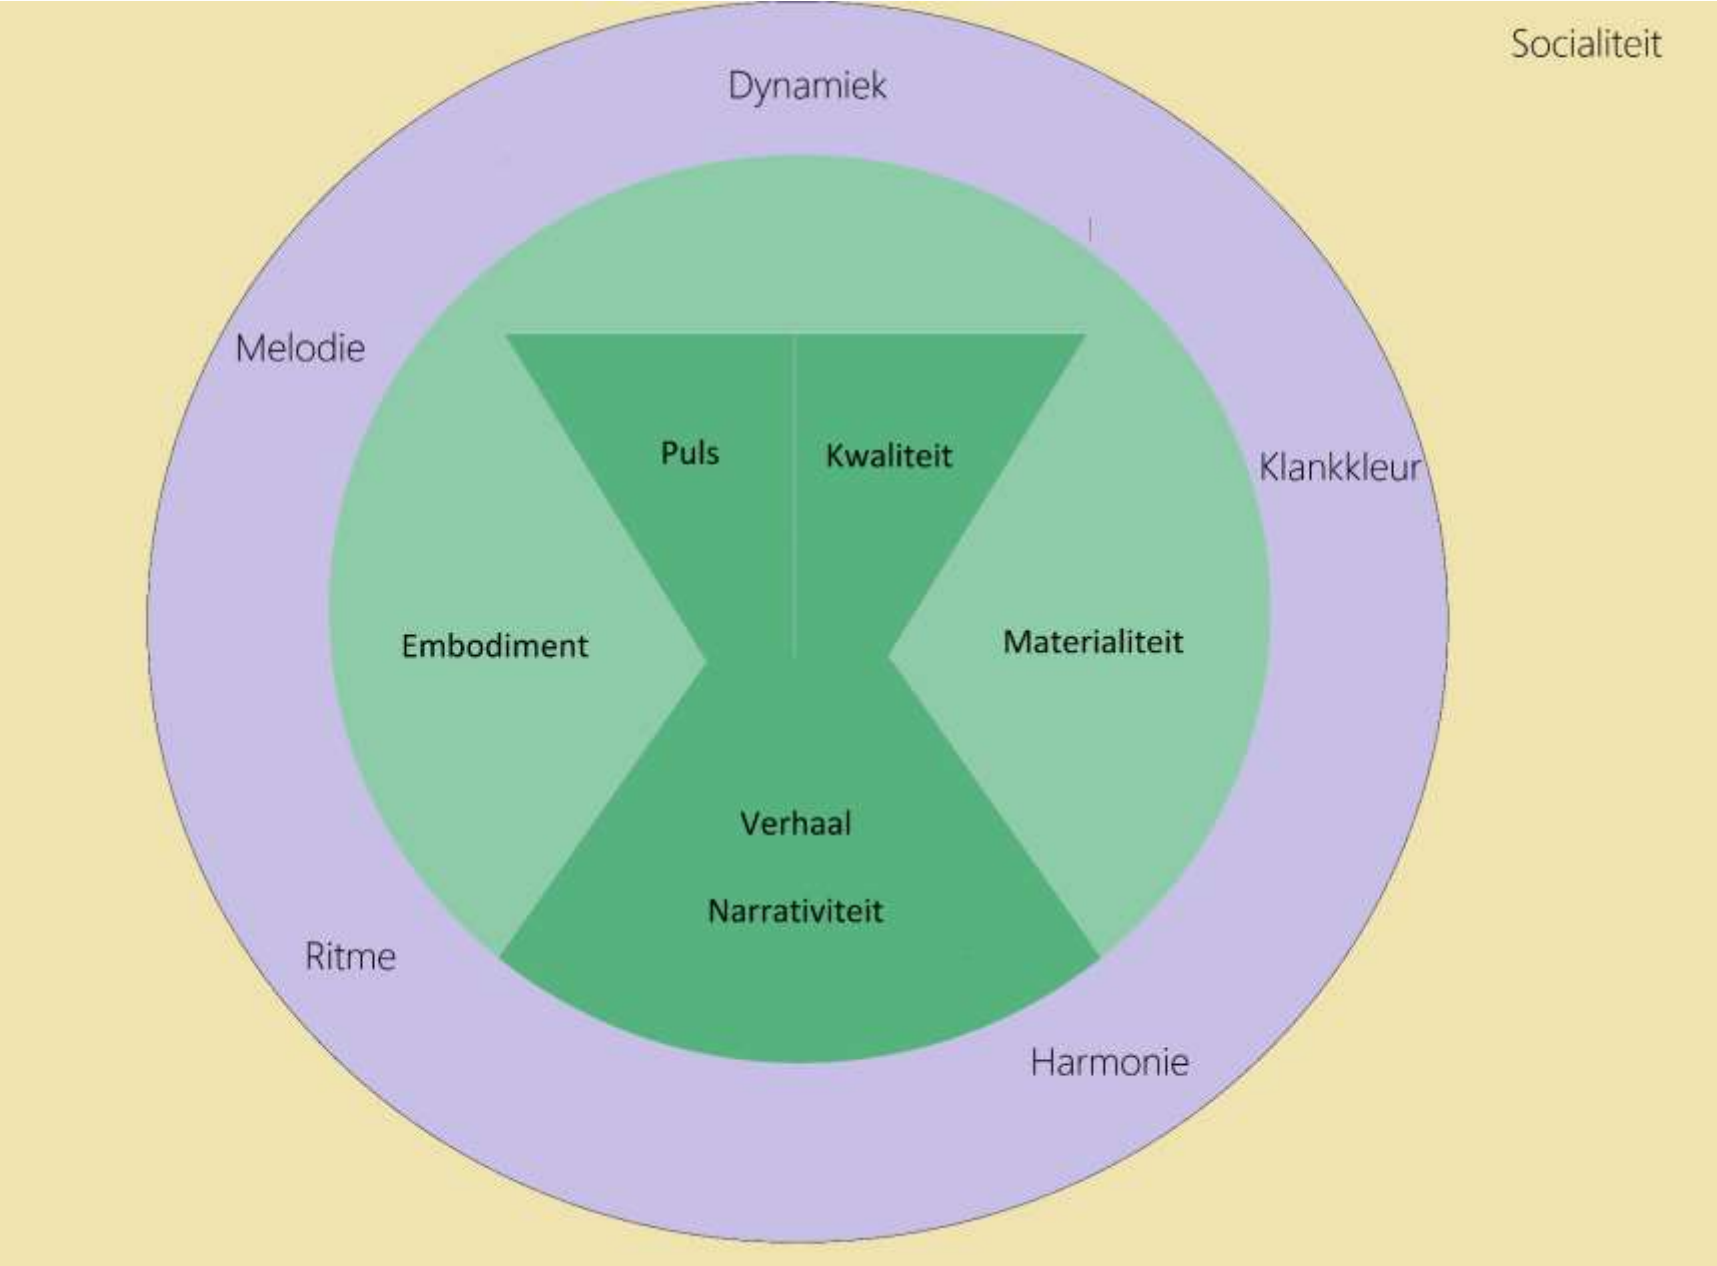 Socialiteit
Dynamiek
Melodie
Puls
Kwaliteit
Klankkleur
Embodiment
Materialiteit
Verhaal
Narrativiteit
Ritme
Harmonie